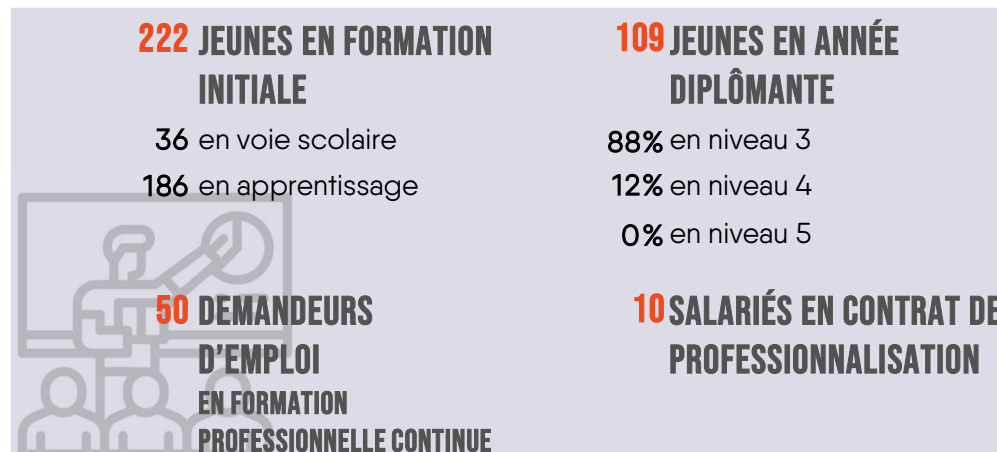 222 JEUNES EN FORMATION
INITIALE
36 en voie scolaire
186 en apprentissage
109 JEUNES EN ANNÉE
DIPLÔMANTE
88% en niveau 3
12% en niveau 4
0% en niveau 5
50 DEMANDEURS
D'EMPLOI
EN FORMATION
PROFESSIONNELLE CONTINUE
10 SALARIÉS EN CONTRAT DE
PROFESSIONNALISATION